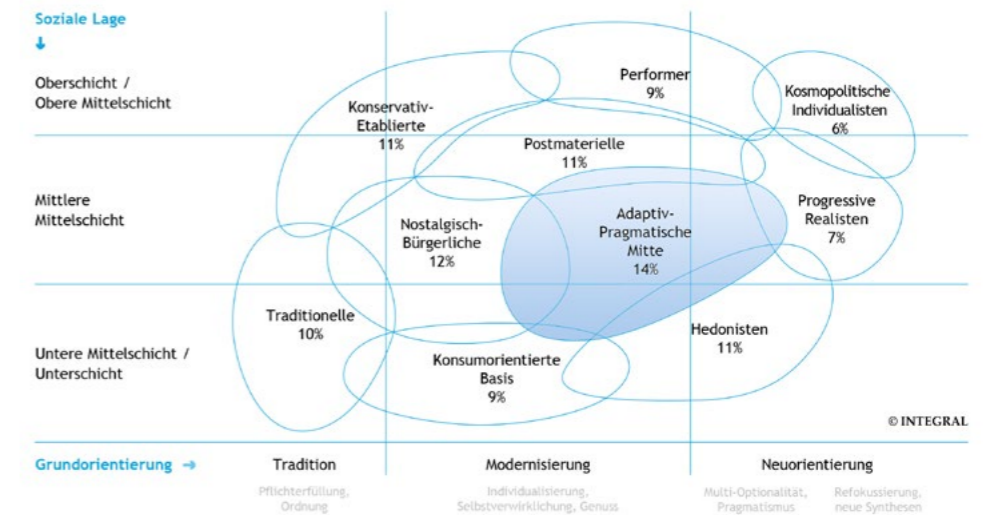 Soziale Lage
↓
Oberschicht /
Obere Mittelschicht
Konservativ-
Etablierte
11%
Performer
9%
Kosmopolitische
Individualisten
6%
Postmaterielle
11%
Mittlere
Mittelschicht
Nostalgisch-
Bürgerliche
12%
Adaptiv-
Pragmatische
Mitte
14%
Progressive
Realisten
7%
Untere Mittelschicht /
Unterschicht
Traditionelle
10%
Konsumorientierte
Basis
9%
Hedonisten
11%
© INTEGRAL
Grundorientierung →
Tradition
Modernisierung
Neuorientierung
Pflichterfüllung,
Ordnung
Individualisierung,
Selbstverwirklichung, Genuss
Multi-Optionalität,
Pragmatismus
Refokussierung,
neue Synthesen